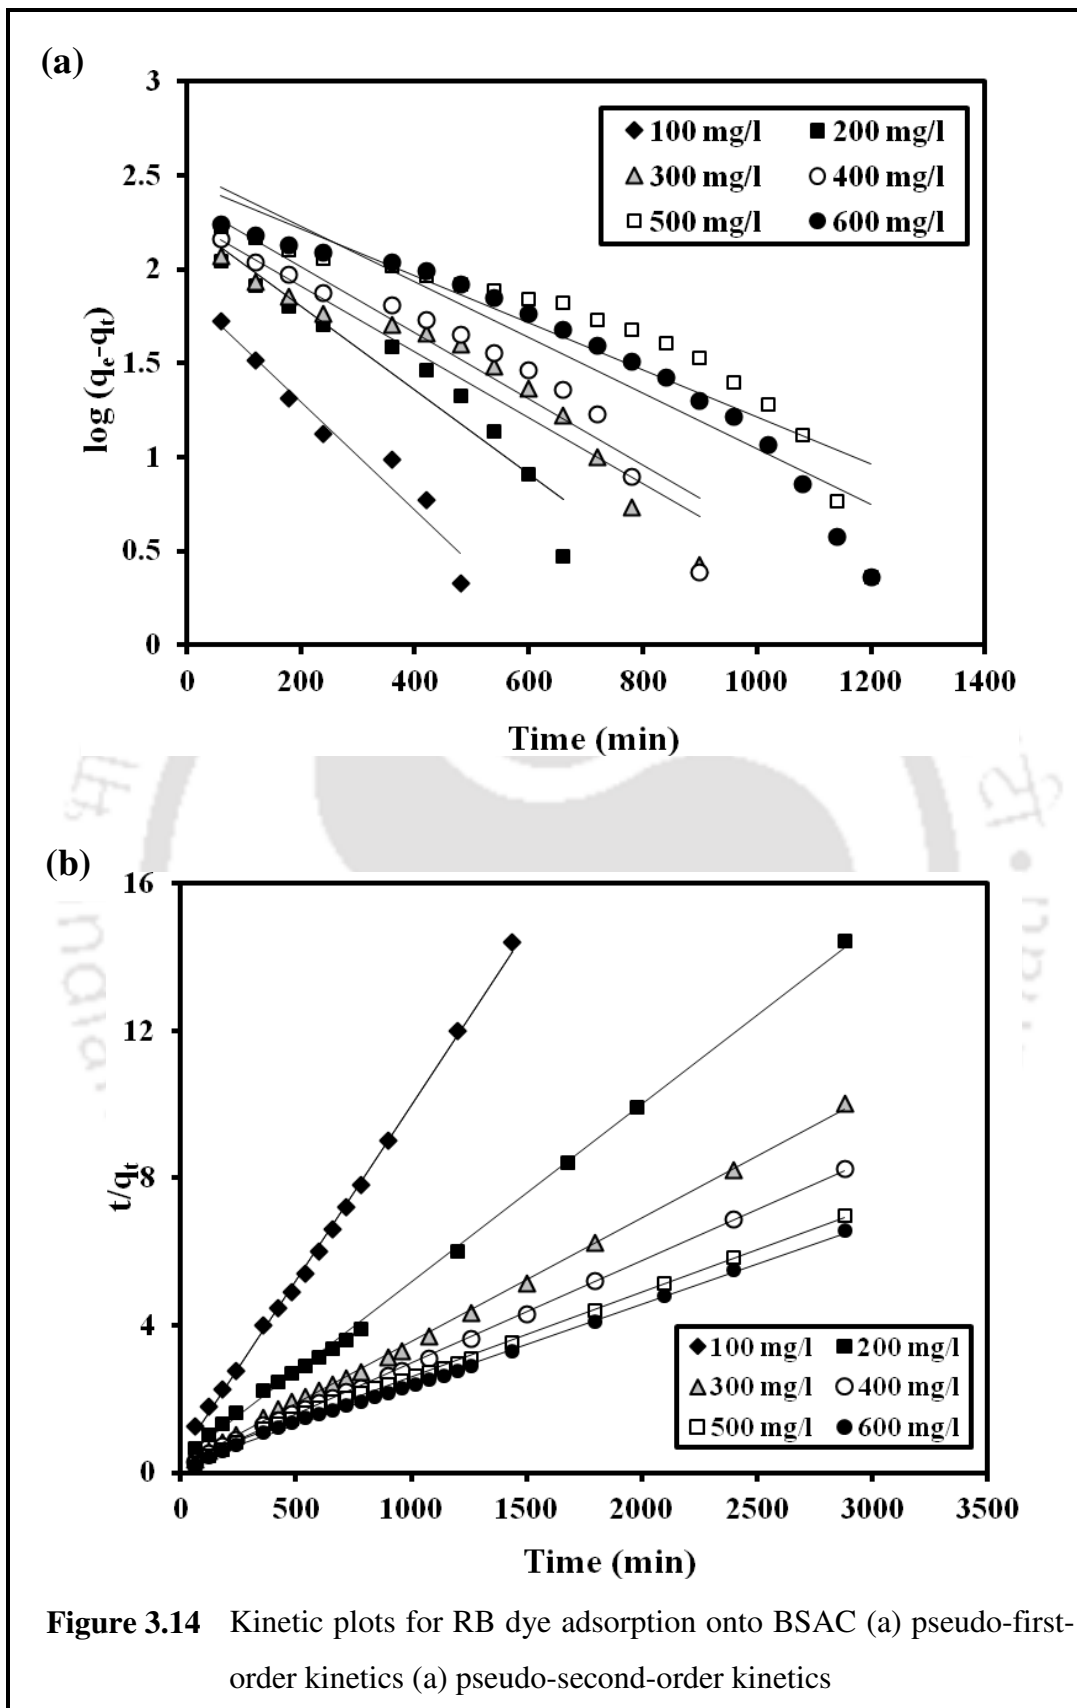 (a)
3
2.5
2
1.5
1
0.5
0
log (qe-qt)
100 mg/l 200 mg/l
300 mg/l 400 mg/l
500 mg/l 600 mg/l
0 200 400 600 800 1000 1200 1400
Time (min)
(b)
16
12
8
4
0
t/qt
100 mg/l 200 mg/l
300 mg/l 400 mg/l
500 mg/l 600 mg/l
0 500 1000 1500 2000 2500 3000 3500
Time (min)
Figure 3.14 Kinetic plots for RB dye adsorption onto BSAC (a) pseudo-first-
order kinetics (a) pseudo-second-order kinetics